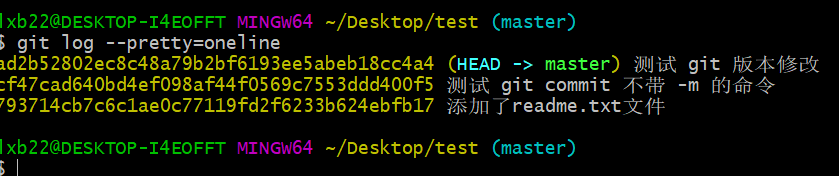 lxb22@DESKTOP-I4EOFFT MINGW64 ~/Desktop/test (master)
$ git log --pretty=oneline
ad2b52802ec8c48a79b2bf6193ee5abeb18cc4a4 (HEAD -> master) 测试 git 版本修改
cf47cad640bd4ef098af44f0569c7553ddd400f5 测试 git commit 不带 -m 的命令
793714cb7c6c1ae0c77119fd2f6233b624ebfb17 添加了readme.txt文件
lxb22@DESKTOP-I4EOFFT MINGW64 ~/Desktop/test (master)
$